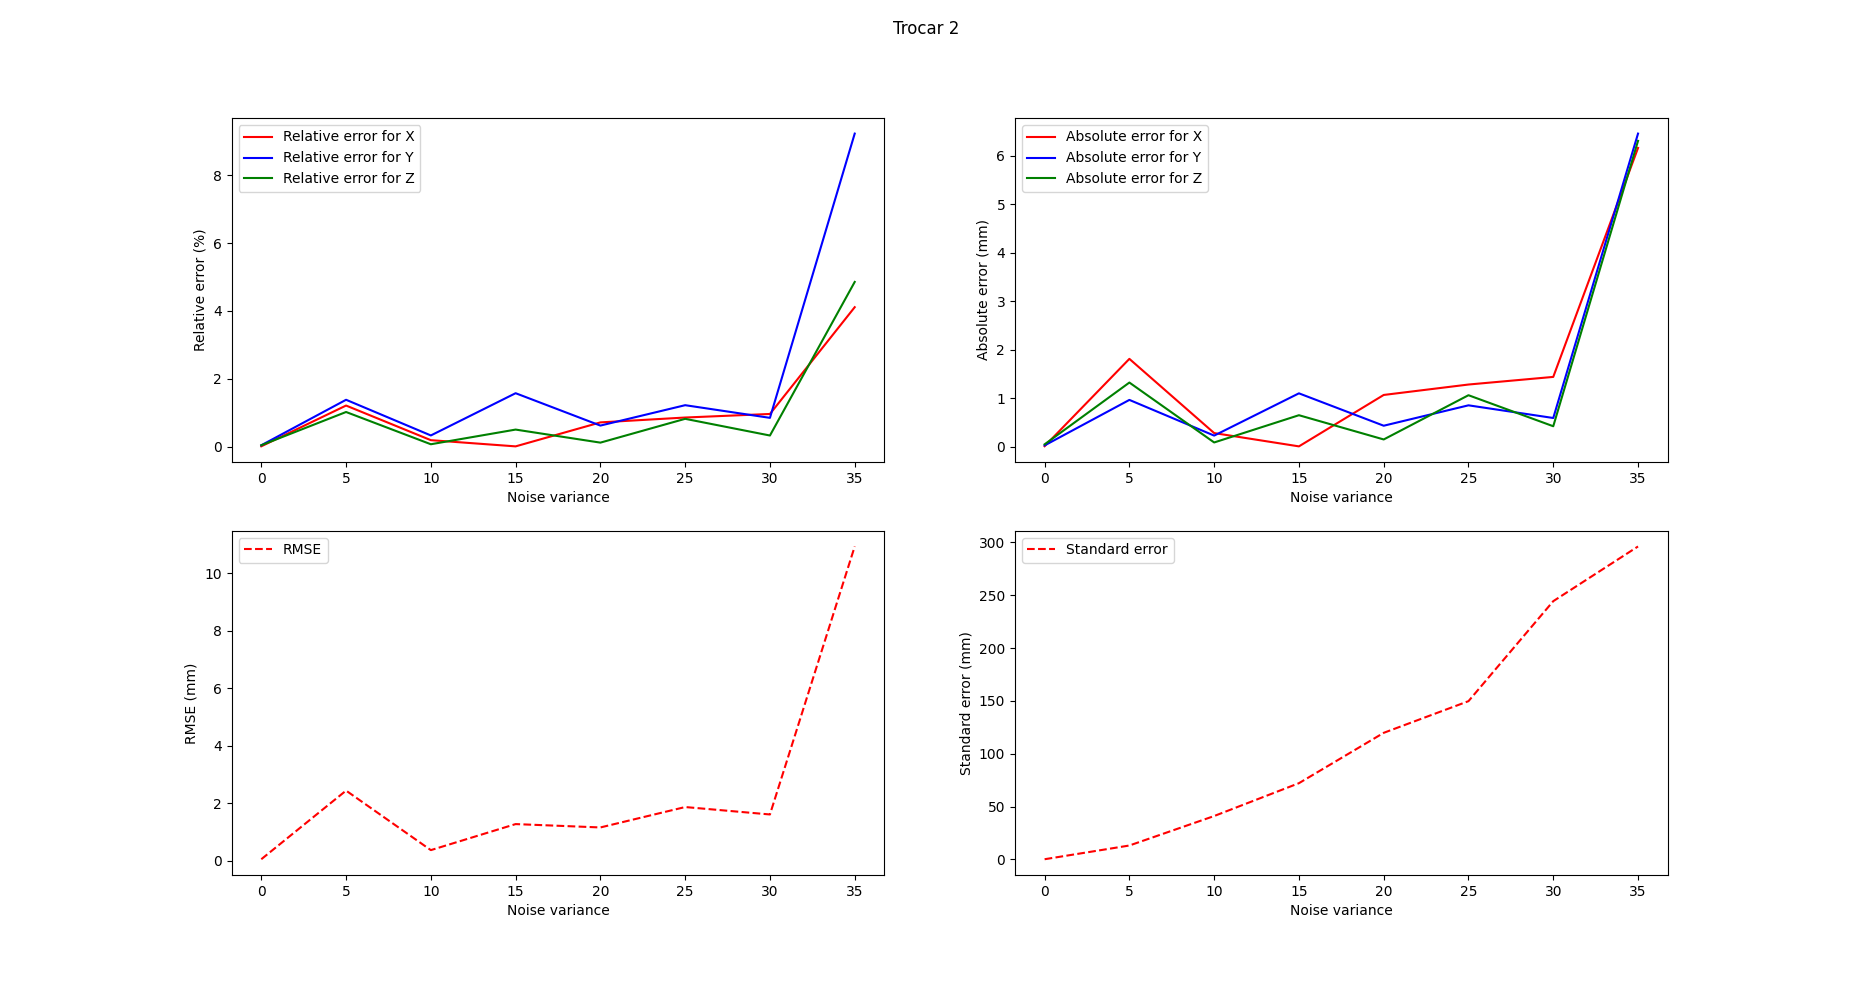 Trocar 2
Relative error for X
Relative error for Y
Relative error for Z
Relative error (%)
8
6
4
2
0
0 5 10 15 20 25 30 35
Noise variance
Absolute error for X
Absolute error for Y
Absolute error for Z
Absolute error (mm)
6
5
4
3
2
1
0
0 5 10 15 20 25 30 35
Noise variance
RMSE
RMSE (mm)
10
8
6
4
2
0
0 5 10 15 20 25 30 35
Noise variance
Standard error
Standard error (mm)
300
250
200
150
100
50
0
0 5 10 15 20 25 30 35
Noise variance